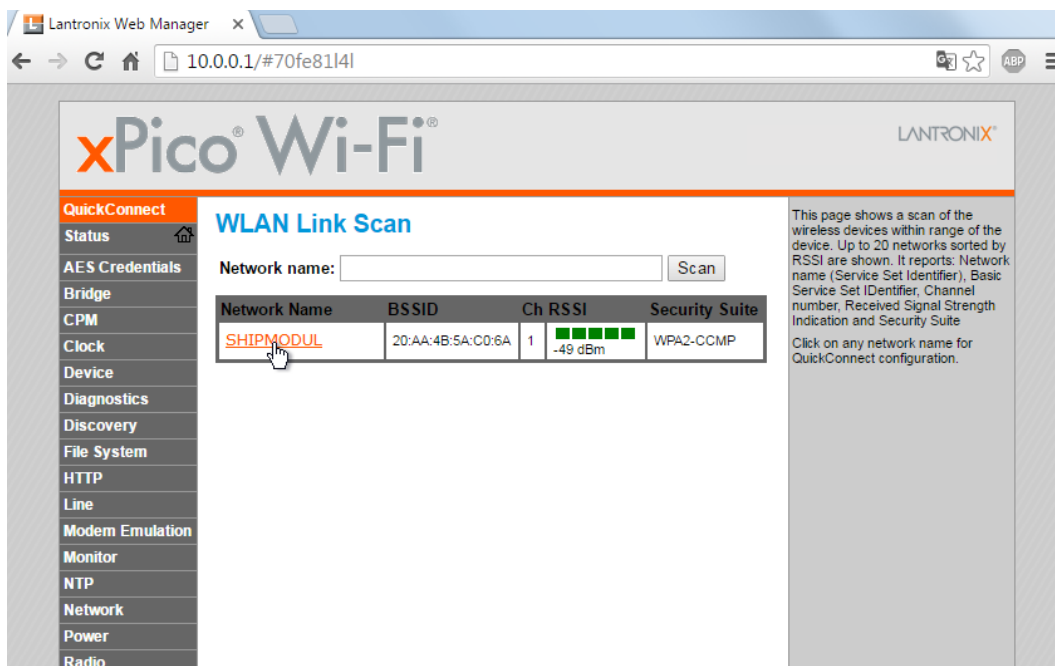 Lantronix Web Manager
10.0.0.1/#70fe81l4l
ABP
xPico® Wi-Fi®
LANTRONIX®
QuickConnect
Status
AES Credentials
Bridge
CPM
Clock
Device
Diagnostics
Discovery
File System
HTTP
Line
Modem Emulation
Monitor
NTP
Network
Power
Radio
WLAN Link Scan
Network name: Scan
Network Name BSSID Ch RSSI Security Suite
SHIPMODUL 20:AA:4B:5A:C0:6A 1 -49 dBm WPA2-CCMP
This page shows a scan of the
wireless devices within range of the
device. Up to 20 networks sorted by
RSSI are shown. It reports: Network
name (Service Set Identifier), Basic
Service Set IDentifier, Channel
number, Received Signal Strength
Indication and Security Suite
Click on any network name for
QuickConnect configuration.